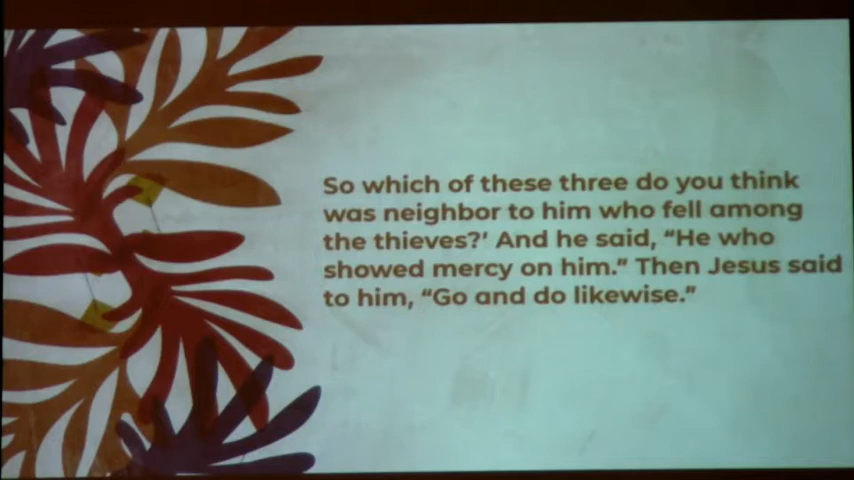 So which of these three do you think
was neighbor to him who fell among
the thieves?' And he said, “He who
showed mercy on him.” Then Jesus said
to him, “Go and do likewise.”